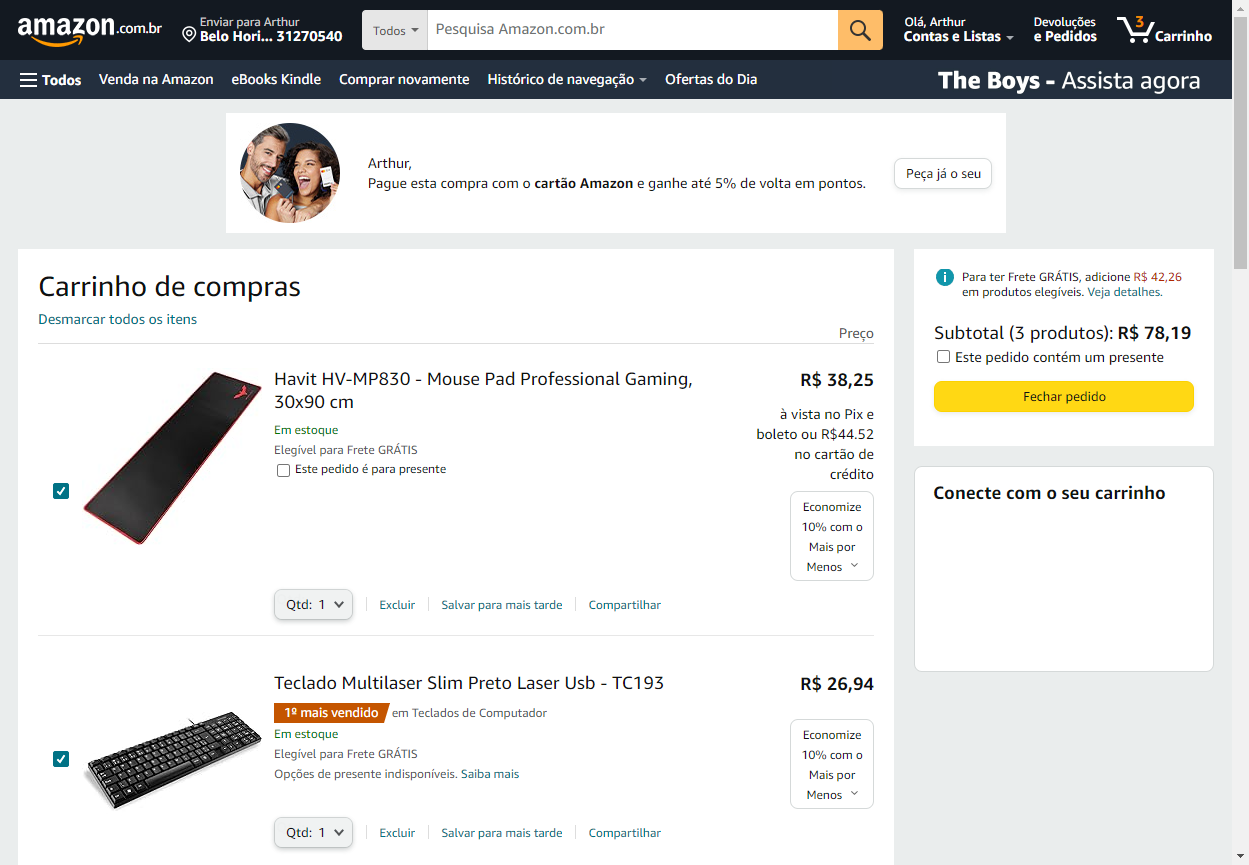 amazon.com.br
Enviar para Arthur
Belo Hori... 31270540
Todos
Pesquisa Amazon.com.br
Olá, Arthur
Contas e Listas
Devoluções
e Pedidos
3
Carrinho
Todos
Venda na Amazon
eBooks Kindle
Comprar novamente
Histórico de navegação
Ofertas do Dia
The Boys - Assista agora
Arthur,
Pague esta compra com o cartão Amazon e ganhe até 5% de volta em pontos.
Peça já o seu
Carrinho de compras
Desmarcar todos os itens
Preço
Havit HV-MP830 - Mouse Pad Professional Gaming,
30x90 cm
Em estoque
Elegível para Frete GRÁTIS
Este pedido é para presente
R$ 38,25
à vista no Pix e
boleto ou R$44.52
no cartão de
crédito
Economize
10% com o
Mais por
Menos
Qtd: 1
Excluir
Salvar para mais tarde
Compartilhar
Teclado Multilaser Slim Preto Laser Usb - TC193
1º mais vendido em Teclados de Computador
Em estoque
Elegível para Frete GRÁTIS
Opções de presente indisponíveis. Saiba mais
R$ 26,94
Economize
10% com o
Mais por
Menos
Qtd: 1
Excluir
Salvar para mais tarde
Compartilhar
Para ter Frete GRÁTIS, adicione R$ 42,26
em produtos elegíveis. Veja detalhes.
Subtotal (3 produtos): R$ 78,19
Este pedido contém um presente
Fechar pedido
Conecte com o seu carrinho